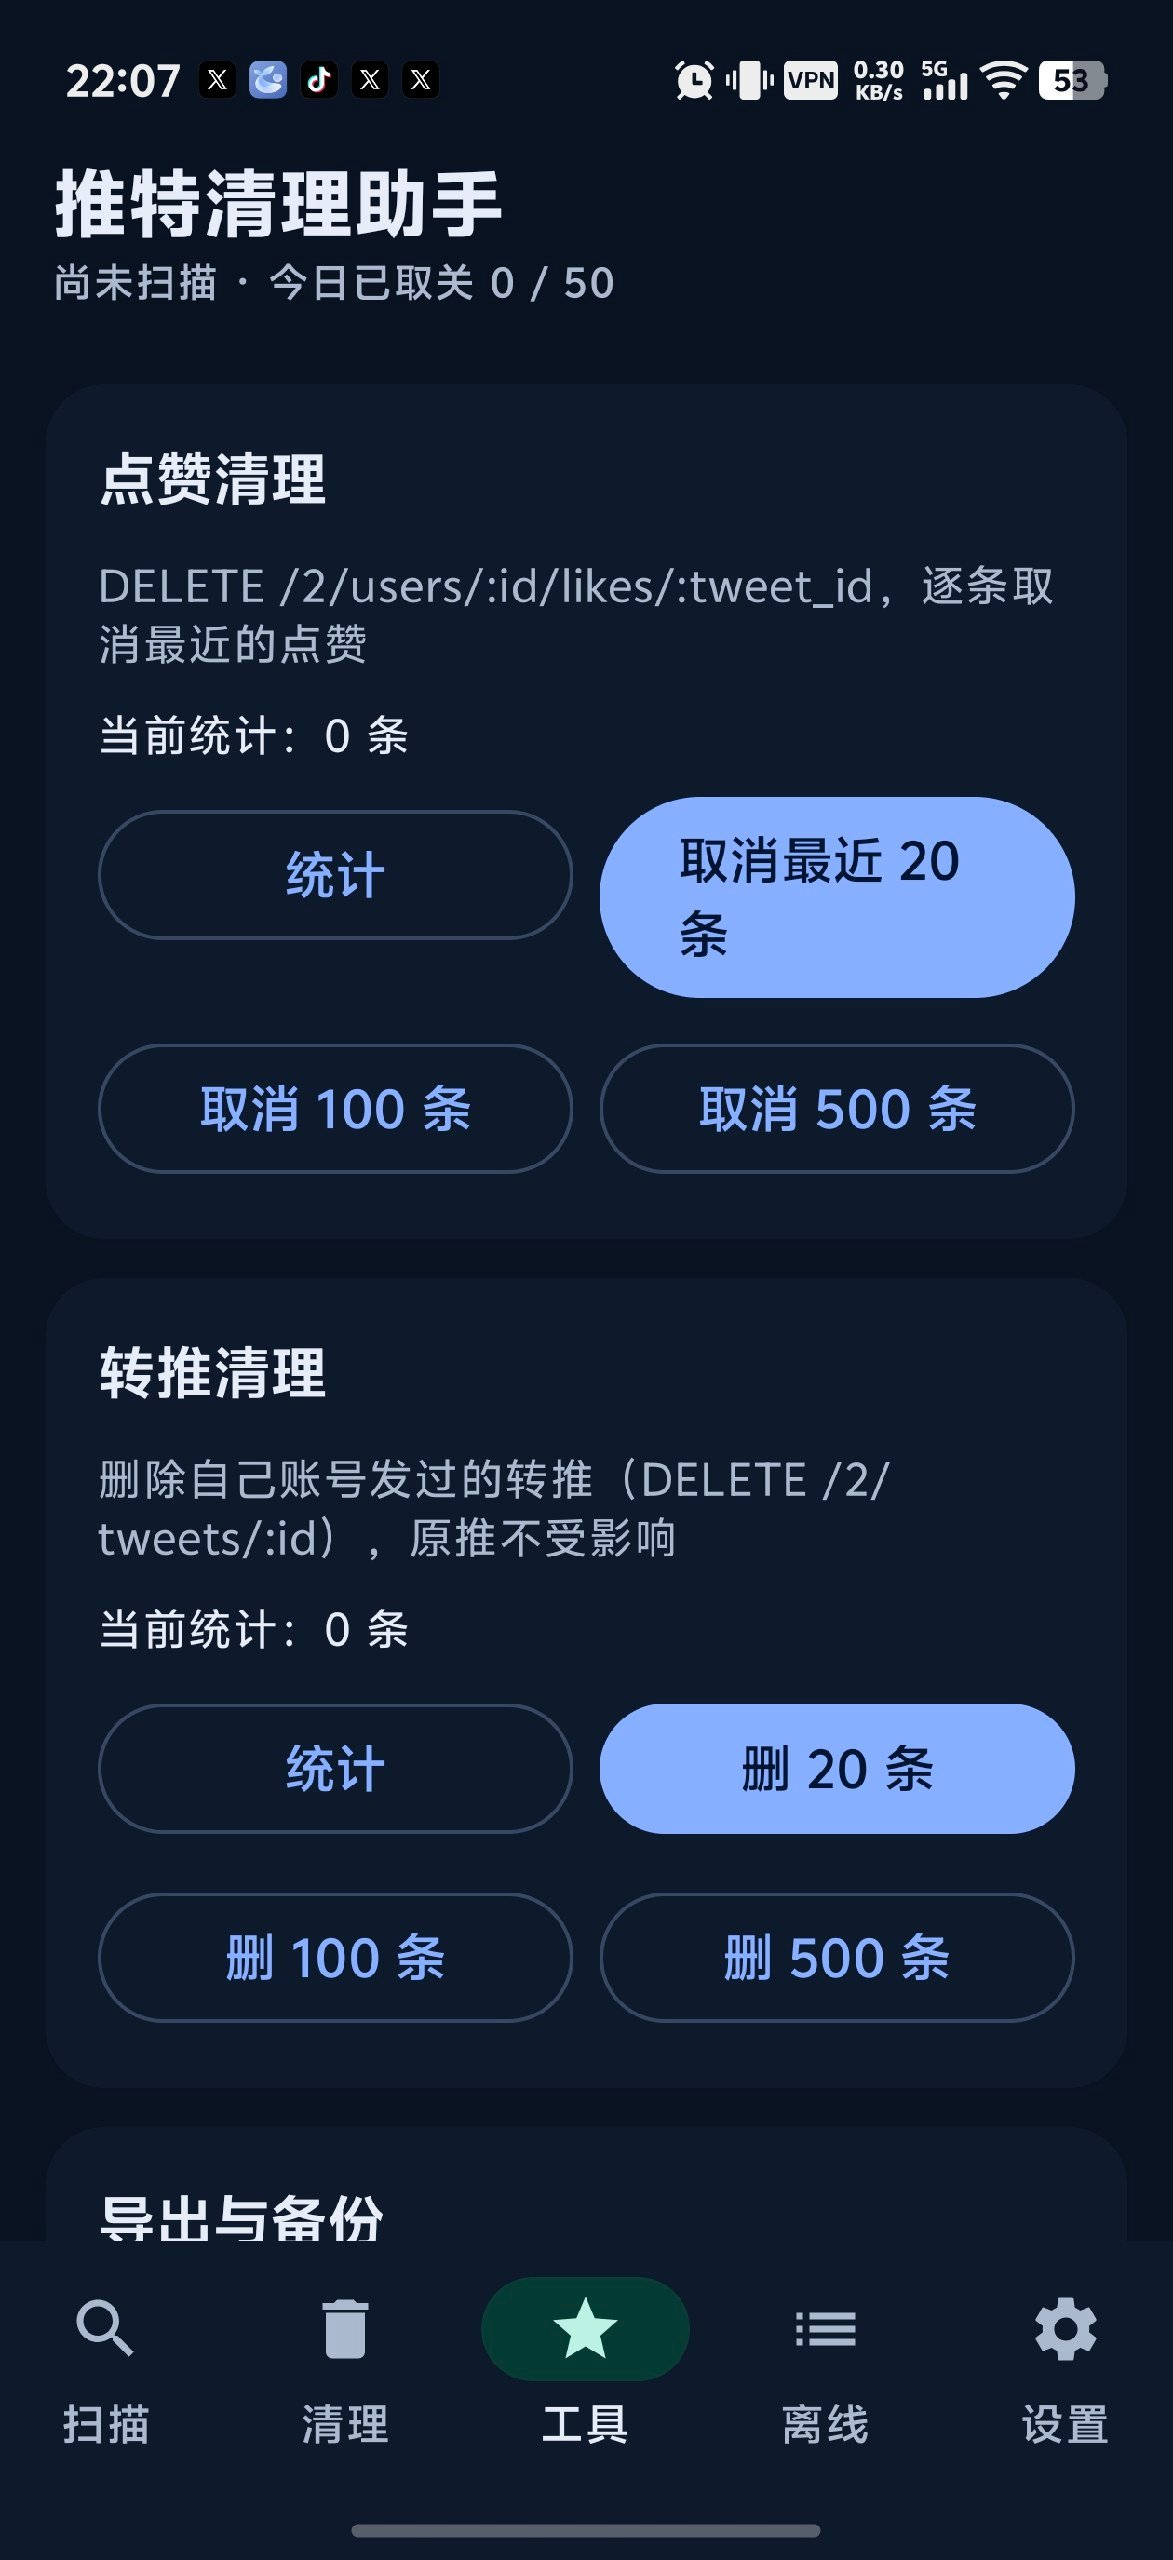 22:07
VPN
0.30
KB/s
5G
53
推特清理助手
尚未扫描 · 今日已取关 0 / 50
点赞清理
DELETE /2/users/:id/likes/:tweet_id，逐条取
消最近的点赞
当前统计：0 条
统计
取消最近 20
条
取消 100 条
取消 500 条
转推清理
删除自己账号发过的转推（DELETE /2/
tweets/:id），原推不受影响
当前统计：0 条
统计
删 20 条
删 100 条
删 500 条
导出与备份
扫描
清理
工具
离线
设置